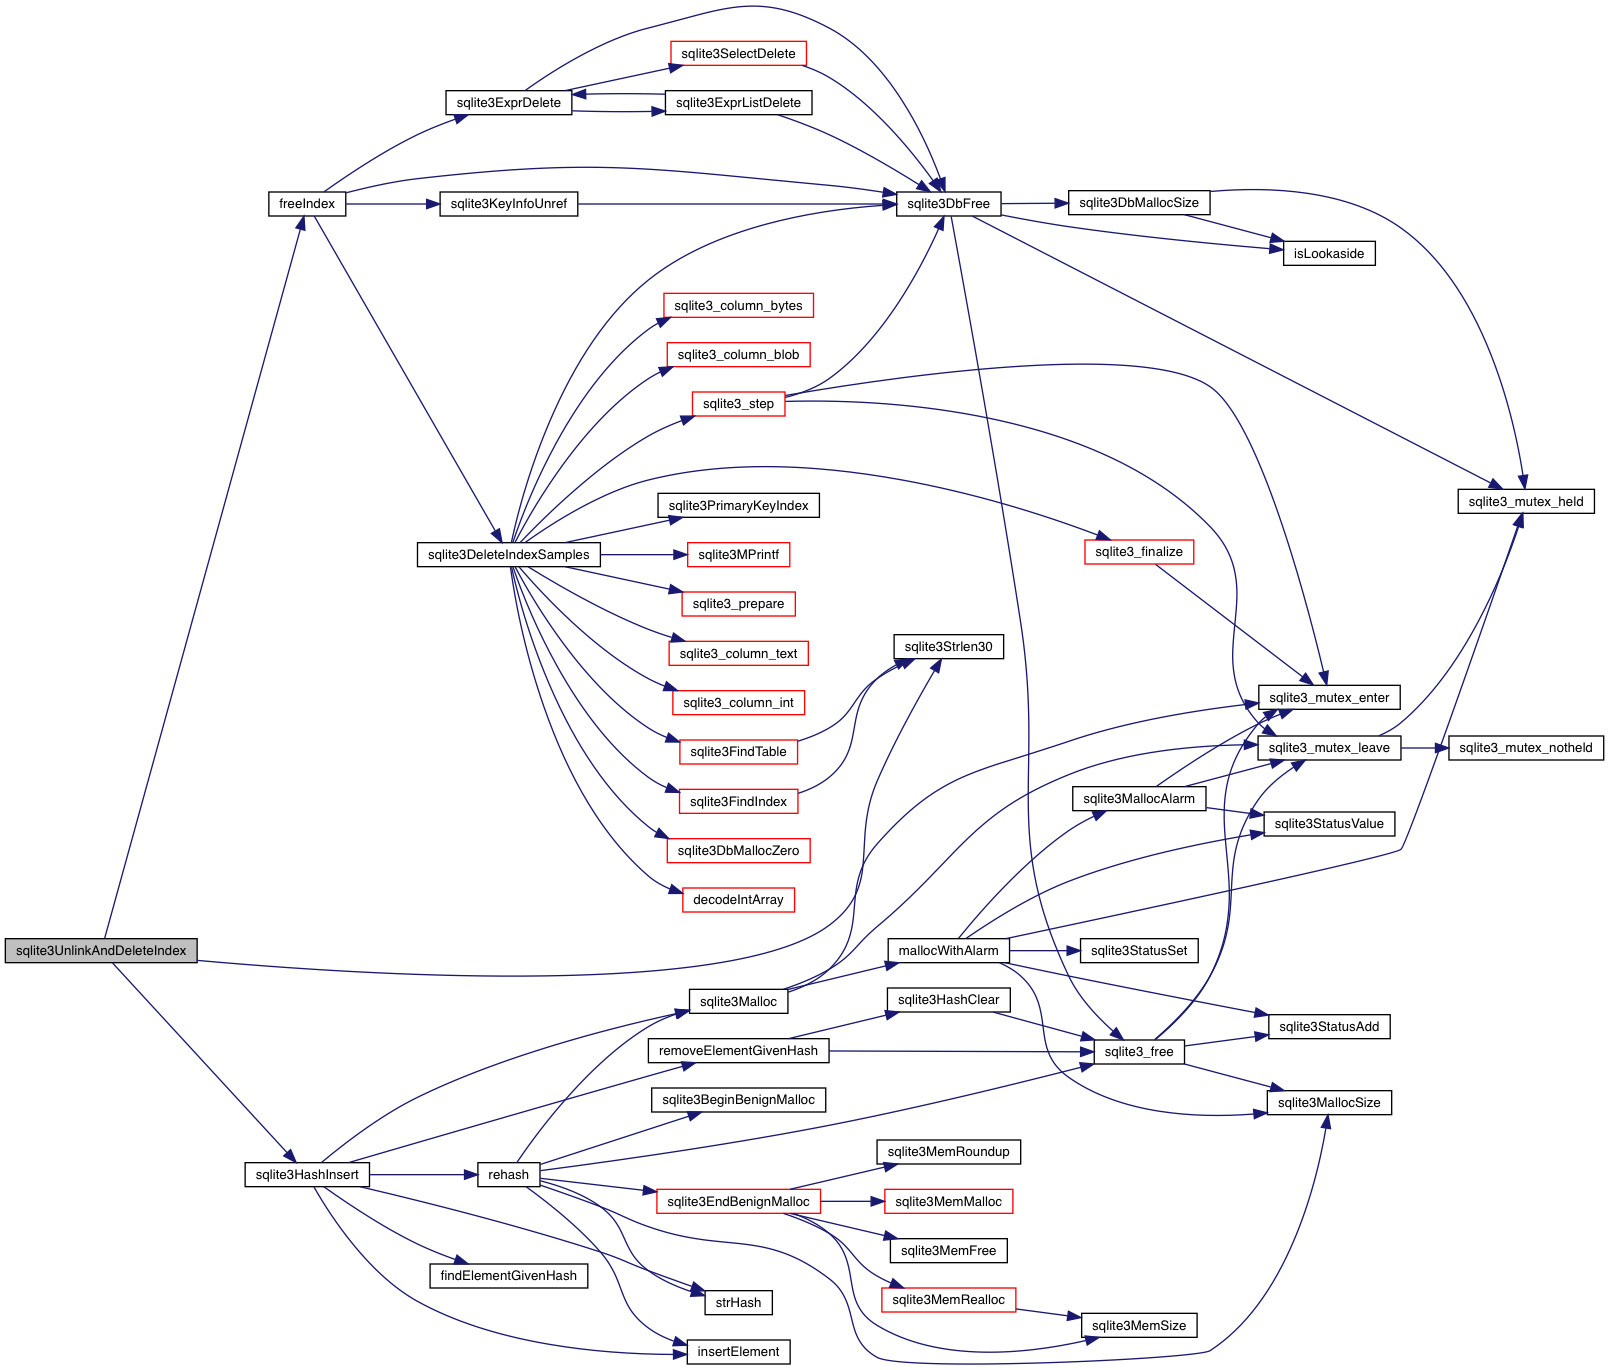 sqlite3SelectDelete
sqlite3ExprDelete
sqlite3ExprListDelete
freeIndex
sqlite3KeyInfoUnref
sqlite3DbFree
sqlite3DbMallocSize
isLookaside
sqlite3_column_bytes
sqlite3_column_blob
sqlite3_step
sqlite3PrimaryKeyIndex
sqlite3_mutex_held
sqlite3DeleteIndexSamples
sqlite3MPrintf
sqlite3_finalize
sqlite3_prepare
sqlite3_column_text
sqlite3Strlen30
sqlite3_column_int
sqlite3_mutex_enter
sqlite3FindTable
sqlite3_mutex_leave
sqlite3_mutex_notheld
sqlite3FindIndex
sqlite3MallocAlarm
sqlite3StatusValue
sqlite3DbMallocZero
decodeIntArray
sqlite3UnlinkAndDeleteIndex
mallocWithAlarm
sqlite3StatusSet
sqlite3Malloc
sqlite3HashClear
sqlite3StatusAdd
removeElementGivenHash
sqlite3_free
sqlite3BeginBenignMalloc
sqlite3MallocSize
sqlite3HashInsert
rehash
sqlite3MemRoundup
sqlite3EndBenignMalloc
sqlite3MemMalloc
sqlite3MemFree
findElementGivenHash
strHash
sqlite3MemRealloc
sqlite3MemSize
insertElement